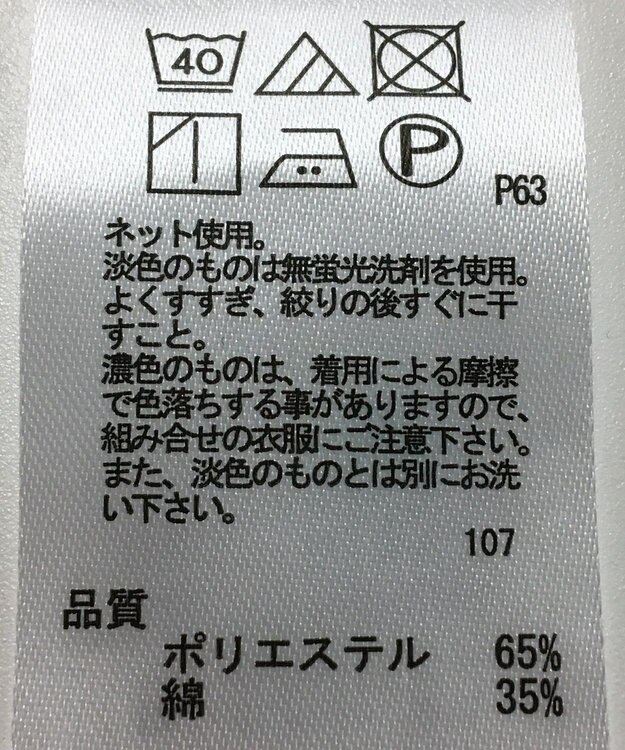 40
P
P63
ネット使用。
淡色のものは無蛍光洗剤を使用。
よくすすぎ、絞りの後すぐに干
すこと。
濃色のものは、着用による摩擦
で色落ちする事がありますので、
組み合せの衣服にご注意下さい。
また、淡色のものとは別にお洗
い下さい。
107
品質
ポリエステル 65%
綿 35%